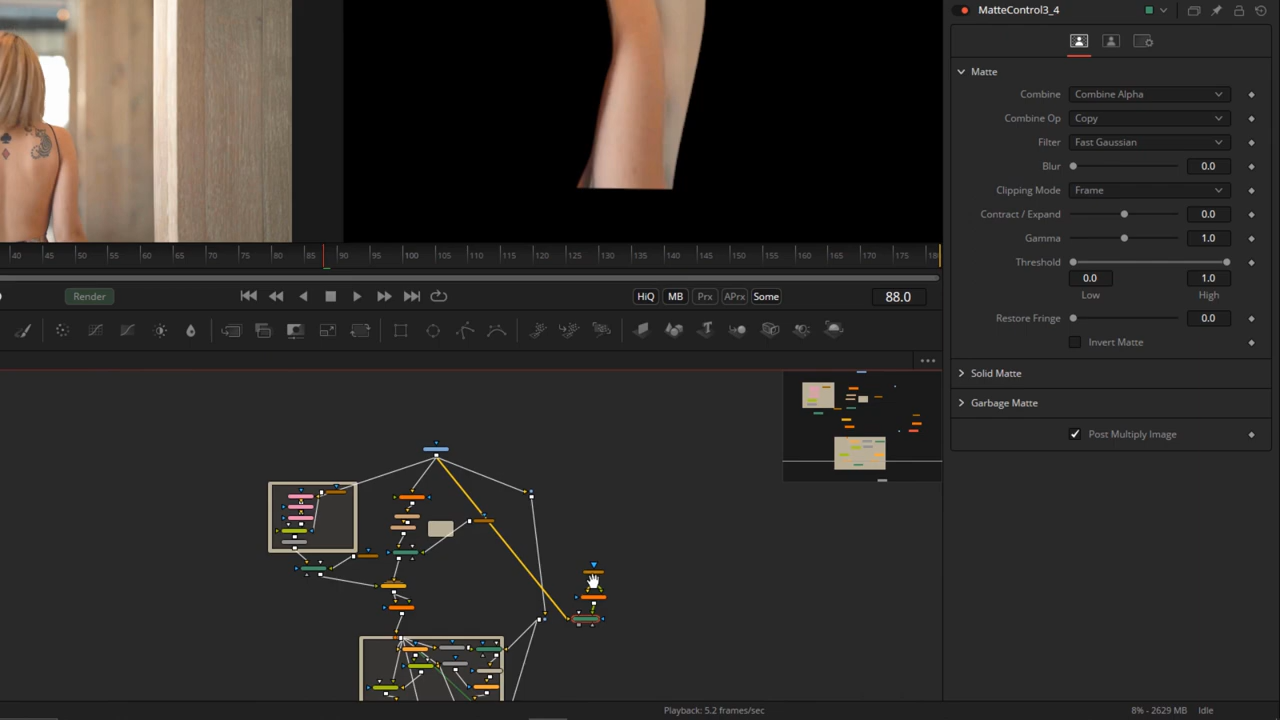 MatteControl3_4
Matte
Combine Combine Alpha
Combine Op Copy
Filter Fast Gaussian
Blur 0.0
Clipping Mode Frame
Contract / Expand 0.0
Gamma 1.0
Threshold
0.0 1.0
Low High
Restore Fringe 0.0
Invert Matte
Solid Matte
Garbage Matte
Post Multiply Image
40 45 50 55 60 65 70 75 80 85 90 95 100 105 110 115 120 125 130 135 140 145 150 155 160 165 170 175 180
Render HiQ MB Prx APrx Some 88.0
Playback: 5.2 frames/sec 8% - 2629 MB Idle